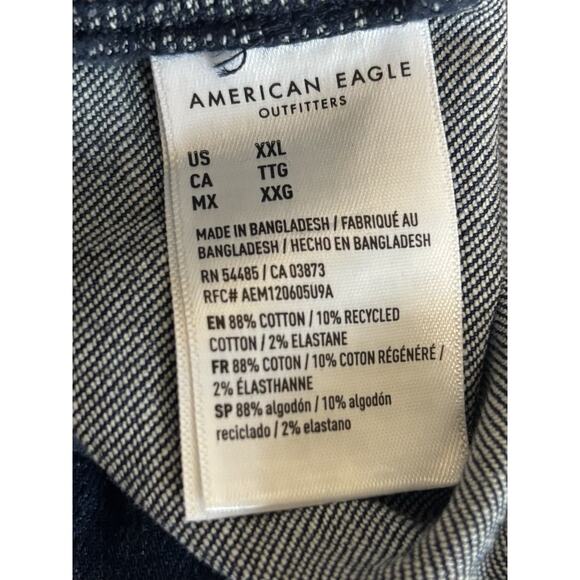 AMERICAN EAGLE
OUTFITTERS
US XXL
CA TTG
MX XXG
MADE IN BANGLADESH / FABRIQUÉ AU
BANGLADESH / HECHO EN BANGLADESH
RN 54485 / CA 03873
RFC# AEM120605U9A
EN 88% COTTON / 10% RECYCLED
COTTON / 2% ELASTANE
FR 88% COTON / 10% COTON RÉGÉNÉRÉ /
2% ÉLASTHANNE
SP 88% algodón / 10% algodón
reciclado / 2% elastano